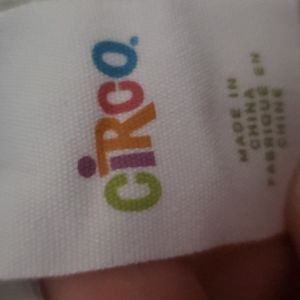 CiRCO.
MADE IN
CHINA
FABRIQUÉ EN
CHINE